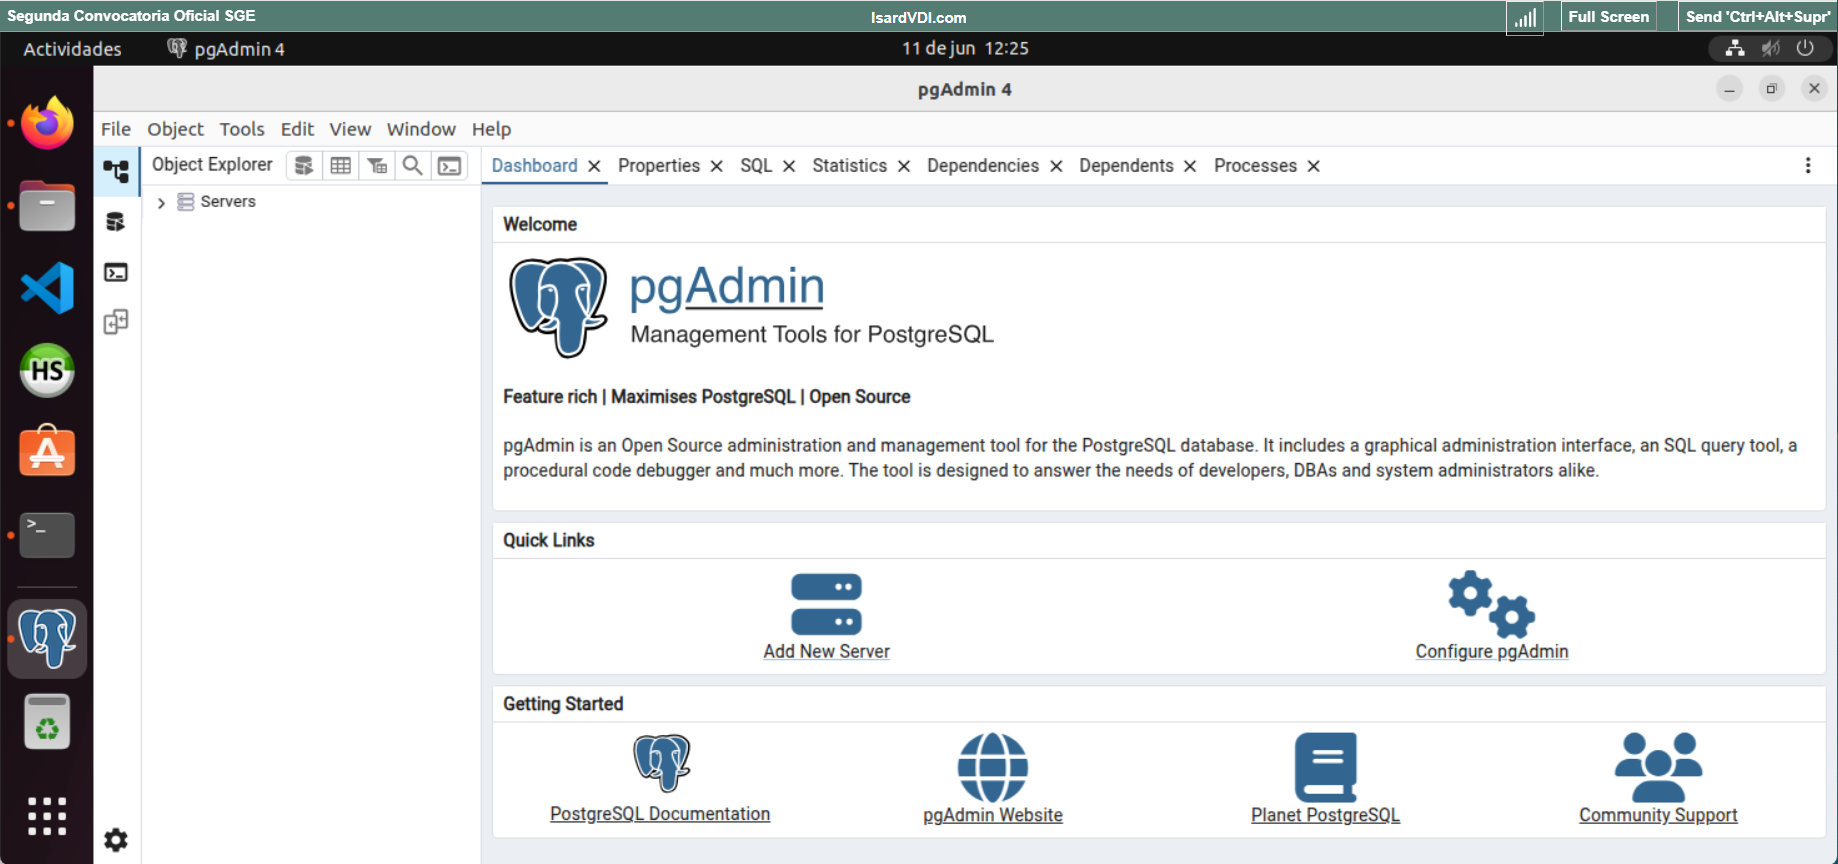 Segunda Convocatoria Oficial SGE
IsardVDI.com
Full Screen
Send 'Ctrl+Alt+Supr'
Actividades
pgAdmin 4
11 de jun 12:25
pgAdmin 4
File Object Tools Edit View Window Help
Object Explorer
Dashboard Properties SQL Statistics Dependencies Dependents Processes
Servers
Welcome
pgAdmin
Management Tools for PostgreSQL
Feature rich | Maximises PostgreSQL | Open Source
pgAdmin is an Open Source administration and management tool for the PostgreSQL database. It includes a graphical administration interface, an SQL query tool, a
procedural code debugger and much more. The tool is designed to answer the needs of developers, DBAs and system administrators alike.
Quick Links
Add New Server
Configure pgAdmin
Getting Started
PostgreSQL Documentation
pgAdmin Website
Planet PostgreSQL
Community Support
HS